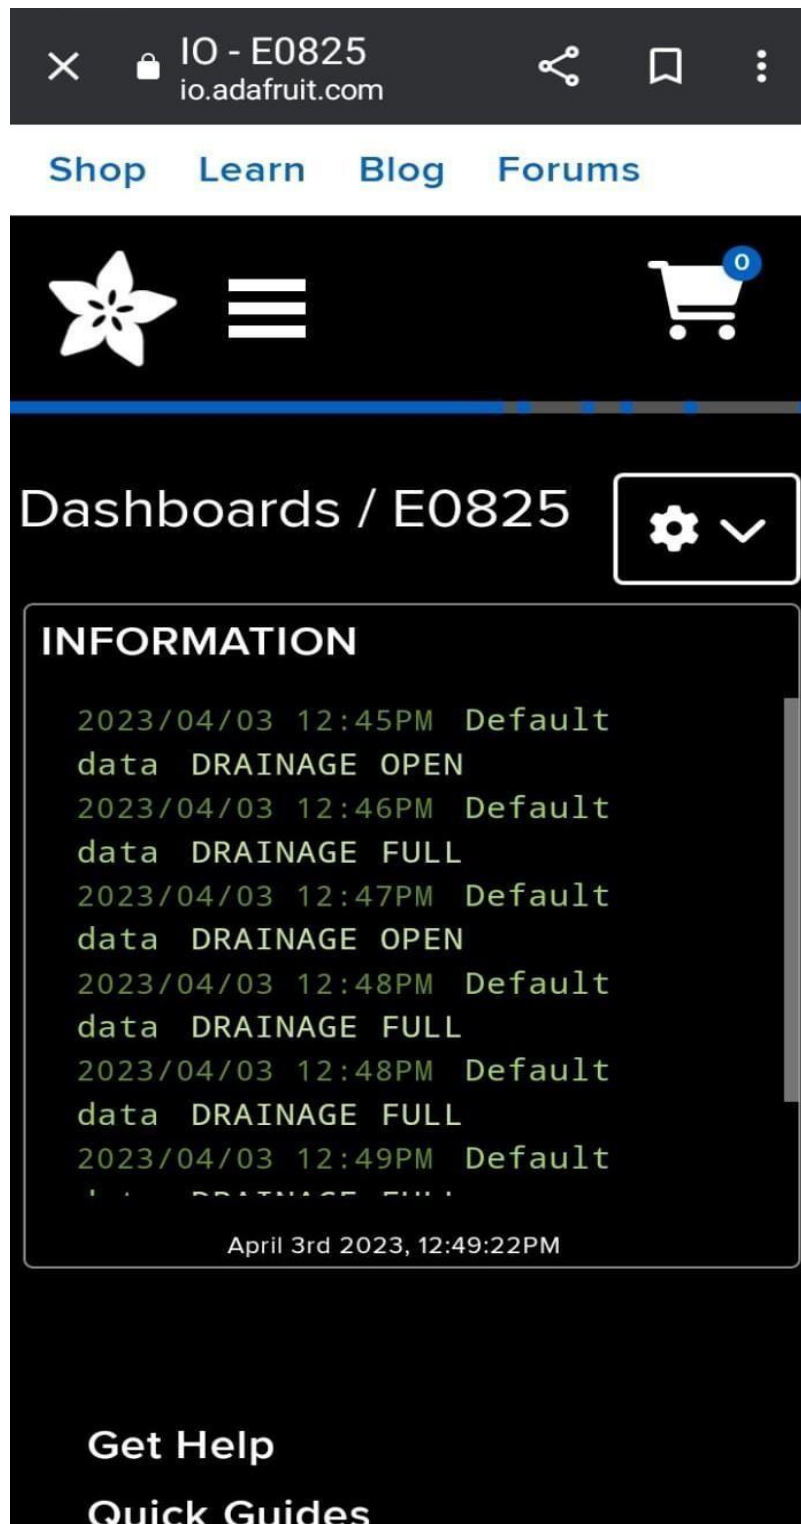 IO - E0825
io.adafruit.com
Shop Learn Blog Forums
0
Dashboards / E0825
INFORMATION
2023/04/03 12:45PM Default
data DRAINAGE OPEN
2023/04/03 12:46PM Default
data DRAINAGE FULL
2023/04/03 12:47PM Default
data DRAINAGE OPEN
2023/04/03 12:48PM Default
data DRAINAGE FULL
2023/04/03 12:48PM Default
data DRAINAGE FULL
2023/04/03 12:49PM Default
April 3rd 2023, 12:49:22PM
Get Help
Quick Guides